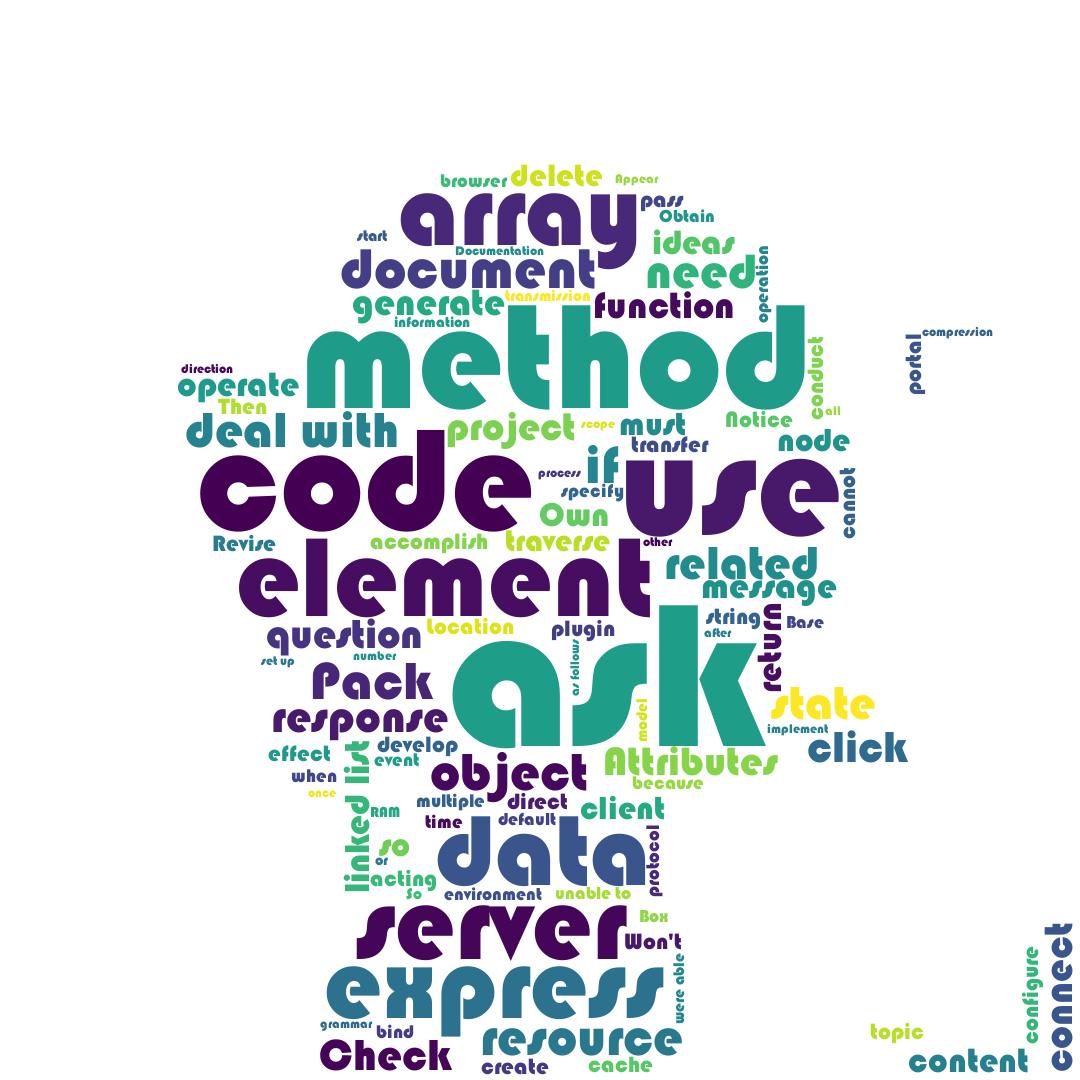 browser
delete
Appear
array
pass
Obtain
start
Documentation
ideas
document
need
operation
generate
transmission
function
information
method
compression
portal
direction
operate
conduct
Then
all
deal with
project
scope
must
Notice
transfer
node
code
process
if
use
specify
cannot
Own
Revise
accomplish
traverse
other
element
related
message
question
Location
plugin
string
after
return
Base
set up
number
as follows
ask
Pack
model
state
response
implement
click
effect
develop
event
linked list
object
Attributes
because
when
once
RAM
multiple
direct
client
time
default
so
or
data
protocol
acting
so
environment
unable to
server
Box
Won't
express
were able
connect
configure
grammar
bind
resource
topic
Check
create
cache
content